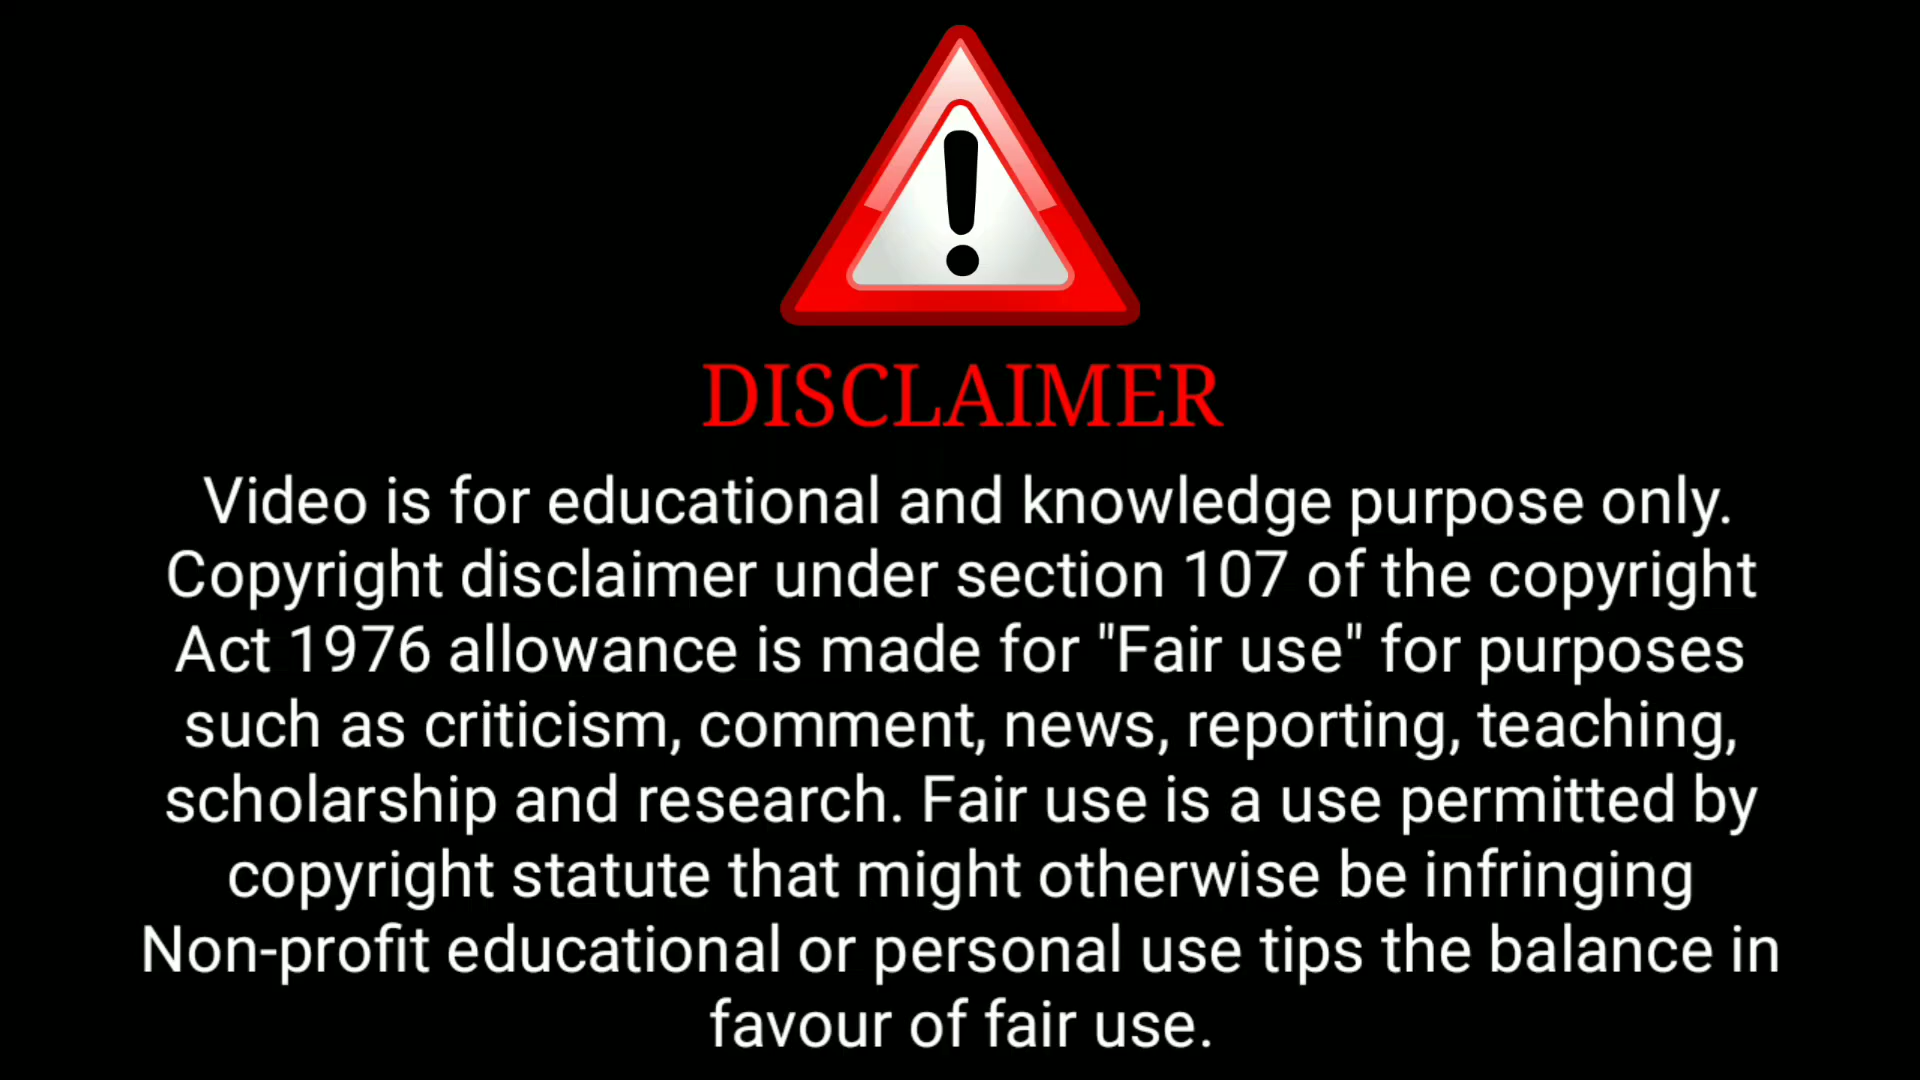 DISCLAIMER
Video is for educational and knowledge purpose only.
Copyright disclaimer under section 107 of the copyright
Act 1976 allowance is made for "Fair use" for purposes
such as criticism, comment, news, reporting, teaching,
scholarship and research. Fair use is a use permitted by
copyright statute that might otherwise be infringing
Non-profit educational or personal use tips the balance in
favour of fair use.